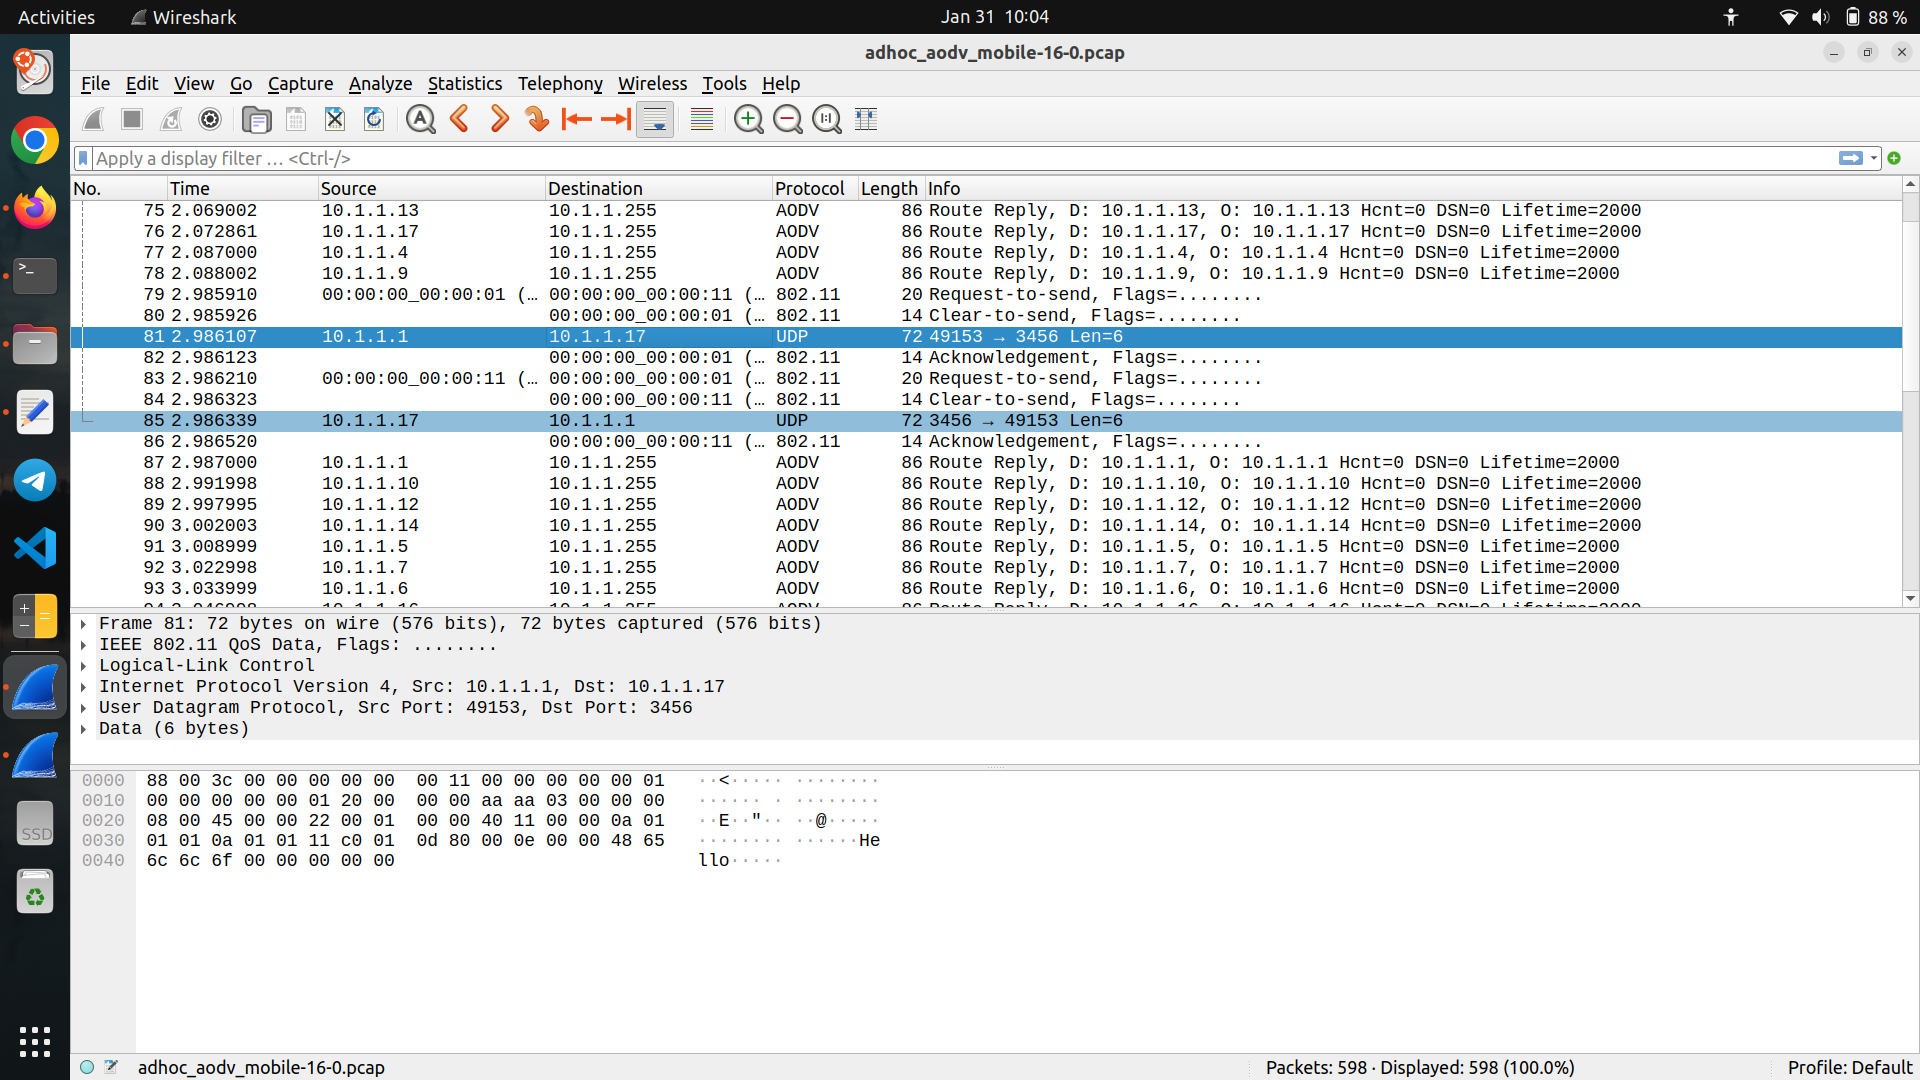 Activities Wireshark Jan 31 10:04 88 %
adhoc_aodv_mobile-16-0.pcap
File Edit View Go Capture Analyze Statistics Telephony Wireless Tools Help
Apply a display filter … <Ctrl-/>
No. Time Source Destination Protocol Length Info
75 2.069002 10.1.1.13 10.1.1.255 AODV 86 Route Reply, D: 10.1.1.13, O: 10.1.1.13 Hcnt=0 DSN=0 Lifetime=2000
76 2.072861 10.1.1.17 10.1.1.255 AODV 86 Route Reply, D: 10.1.1.17, O: 10.1.1.17 Hcnt=0 DSN=0 Lifetime=2000
77 2.087000 10.1.1.4 10.1.1.255 AODV 86 Route Reply, D: 10.1.1.4, O: 10.1.1.4 Hcnt=0 DSN=0 Lifetime=2000
78 2.088002 10.1.1.9 10.1.1.255 AODV 86 Route Reply, D: 10.1.1.9, O: 10.1.1.9 Hcnt=0 DSN=0 Lifetime=2000
79 2.985910 00:00:00_00:00:01 (… 00:00:00_00:00:11 (… 802.11 20 Request-to-send, Flags=........
80 2.985926 00:00:00_00:00:01 (… 802.11 14 Clear-to-send, Flags=........
81 2.986107 10.1.1.1 10.1.1.17 UDP 72 49153 → 3456 Len=6
82 2.986123 00:00:00_00:00:01 (… 802.11 14 Acknowledgement, Flags=........
83 2.986210 00:00:00_00:00:11 (… 00:00:00_00:00:01 (… 802.11 20 Request-to-send, Flags=........
84 2.986323 00:00:00_00:00:11 (… 802.11 14 Clear-to-send, Flags=........
85 2.986339 10.1.1.17 10.1.1.1 UDP 72 3456 → 49153 Len=6
86 2.986520 00:00:00_00:00:11 (… 802.11 14 Acknowledgement, Flags=........
87 2.987000 10.1.1.1 10.1.1.255 AODV 86 Route Reply, D: 10.1.1.1, O: 10.1.1.1 Hcnt=0 DSN=0 Lifetime=2000
88 2.991998 10.1.1.10 10.1.1.255 AODV 86 Route Reply, D: 10.1.1.10, O: 10.1.1.10 Hcnt=0 DSN=0 Lifetime=2000
89 2.997995 10.1.1.12 10.1.1.255 AODV 86 Route Reply, D: 10.1.1.12, O: 10.1.1.12 Hcnt=0 DSN=0 Lifetime=2000
90 3.002003 10.1.1.14 10.1.1.255 AODV 86 Route Reply, D: 10.1.1.14, O: 10.1.1.14 Hcnt=0 DSN=0 Lifetime=2000
91 3.008999 10.1.1.5 10.1.1.255 AODV 86 Route Reply, D: 10.1.1.5, O: 10.1.1.5 Hcnt=0 DSN=0 Lifetime=2000
92 3.022998 10.1.1.7 10.1.1.255 AODV 86 Route Reply, D: 10.1.1.7, O: 10.1.1.7 Hcnt=0 DSN=0 Lifetime=2000
93 3.033999 10.1.1.6 10.1.1.255 AODV 86 Route Reply, D: 10.1.1.6, O: 10.1.1.6 Hcnt=0 DSN=0 Lifetime=2000
Frame 81: 72 bytes on wire (576 bits), 72 bytes captured (576 bits)
IEEE 802.11 QoS Data, Flags: ........
Logical-Link Control
Internet Protocol Version 4, Src: 10.1.1.1, Dst: 10.1.1.17
User Datagram Protocol, Src Port: 49153, Dst Port: 3456
Data (6 bytes)
0000 88 00 3c 00 00 00 00 00 00 11 00 00 00 00 00 01 ··<····· ········
0010 00 00 00 00 00 01 20 00 00 00 aa aa 03 00 00 00 ······ · ········
0020 08 00 45 00 00 22 00 01 00 00 40 11 00 00 0a 01 ··E··"·· ··@·····
0030 01 01 0a 01 01 11 c0 01 0d 80 00 0e 00 00 48 65 ········ ······He
0040 6c 6c 6f 00 00 00 00 00 llo·····
SSD
adhoc_aodv_mobile-16-0.pcap Packets: 598 · Displayed: 598 (100.0%) Profile: Default